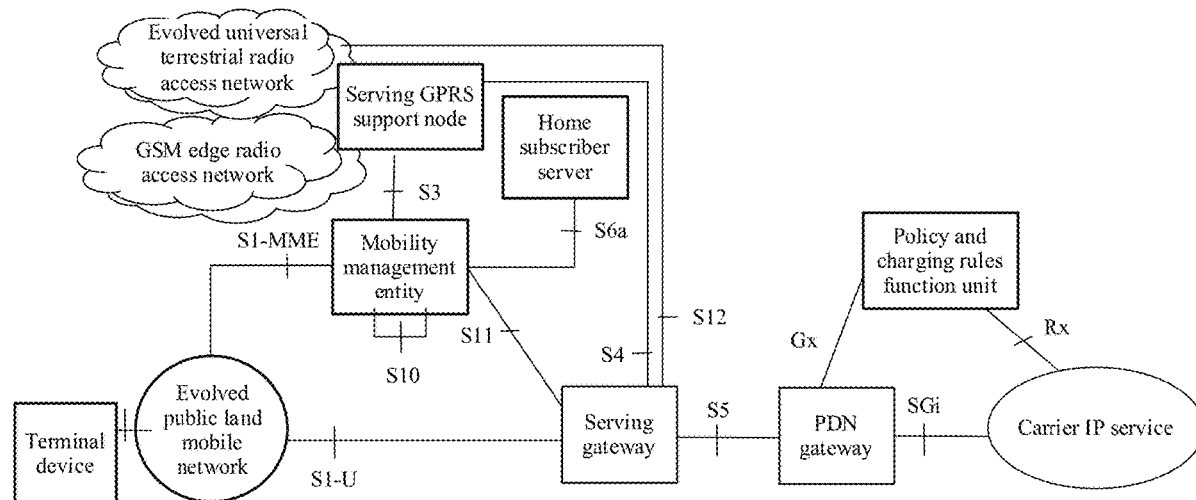 Evolved universal
terrestrial radio
access network
Serving GPRS
support node
Home
subscriber
server
GSM edge radio
access network
S3
S6a
S1-MME
Mobility
management
entity
Policy and
charging rules
function unit
S11
S10
S12
S4
Gx
Rx
Evolved
public land
mobile
network
Terminal
device
S1-U
Serving
gateway
S5
PDN
gateway
SGi
Carrier IP service